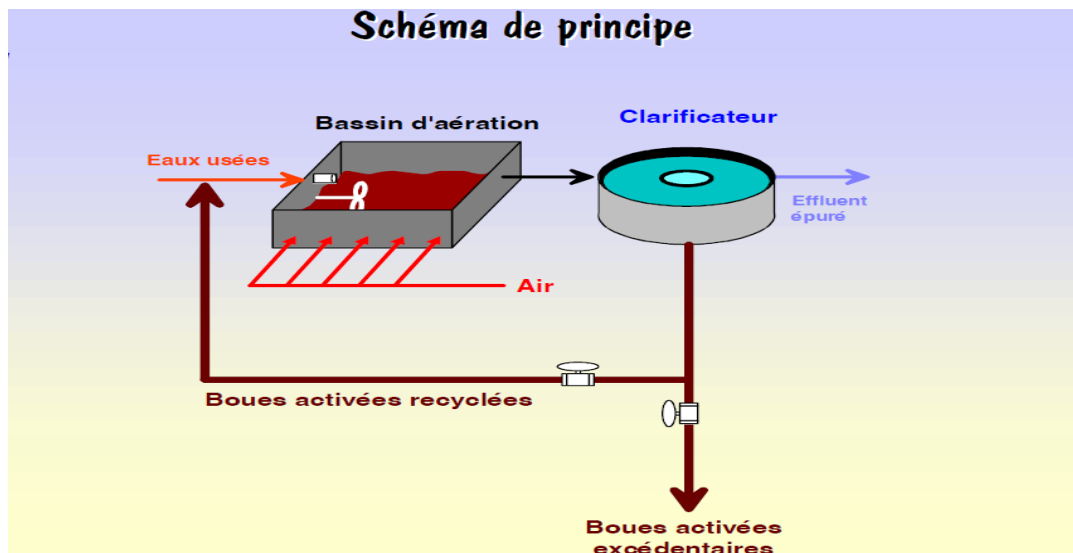 Schéma de principe
Bassin d'aération
Clarificateur
Eaux usées
Effluent
épuré
Air
Boues activées recyclées
Boues activées
excédentaires